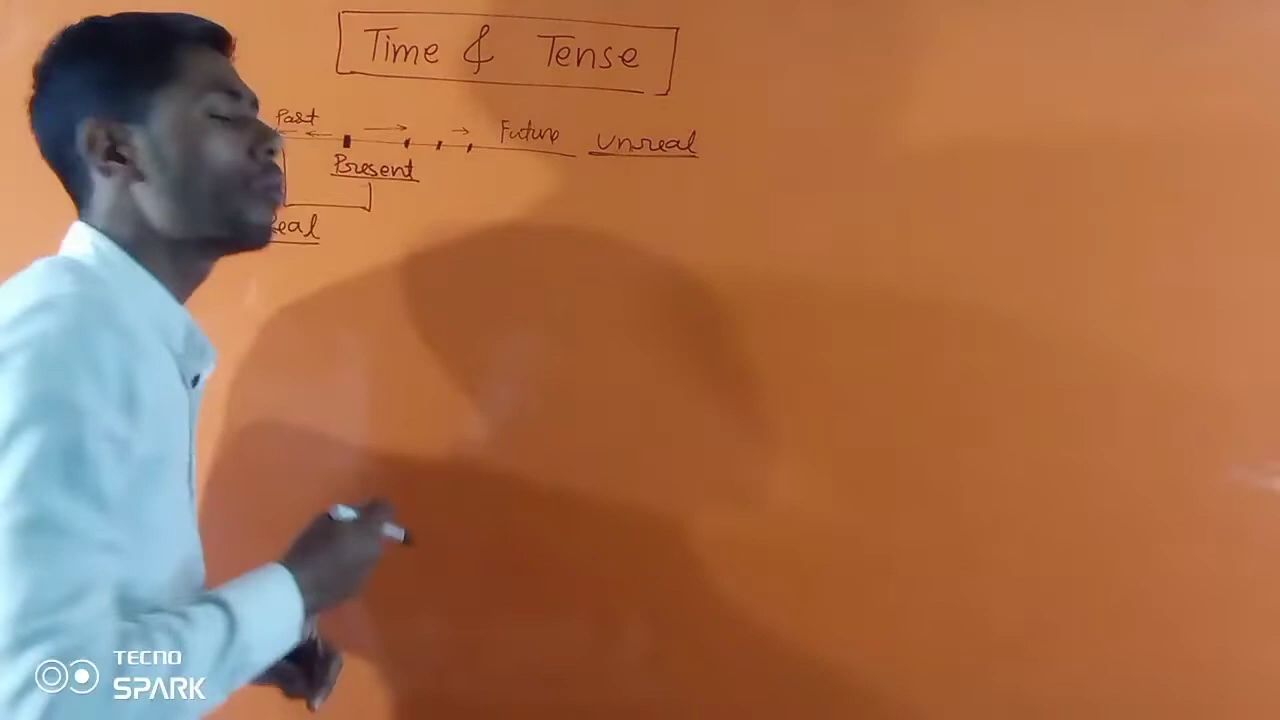 Time & Tense
Past
Future Unreal
Present
eal
TECNO
SPARK